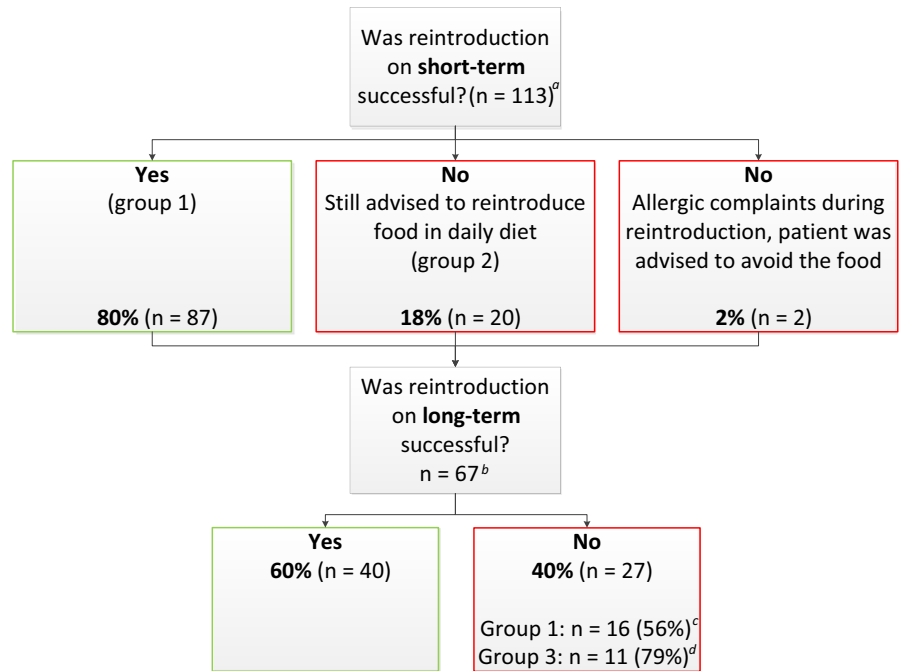 Was reintroduction
on short-term
successful?(n = 113)a
Yes
(group 1)
80% (n = 87)
No
Still advised to reintroduce
food in daily diet
(group 2)
18% (n = 20)
No
Allergic complaints during
reintroduction, patient was
advised to avoid the food
2% (n = 2)
Was reintroduction
on long-term
successful?
n = 67b
Yes
60% (n = 40)
No
40% (n = 27)
Group 1: n = 16 (56%)c
Group 3: n = 11 (79%)d